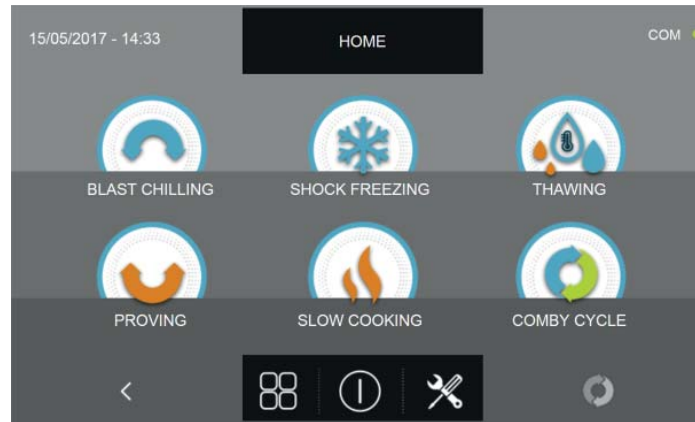 15/05/2017 - 14:33 HOME COM
BLAST CHILLING SHOCK FREEZING THAWING
PROVING SLOW COOKING COMBY CYCLE